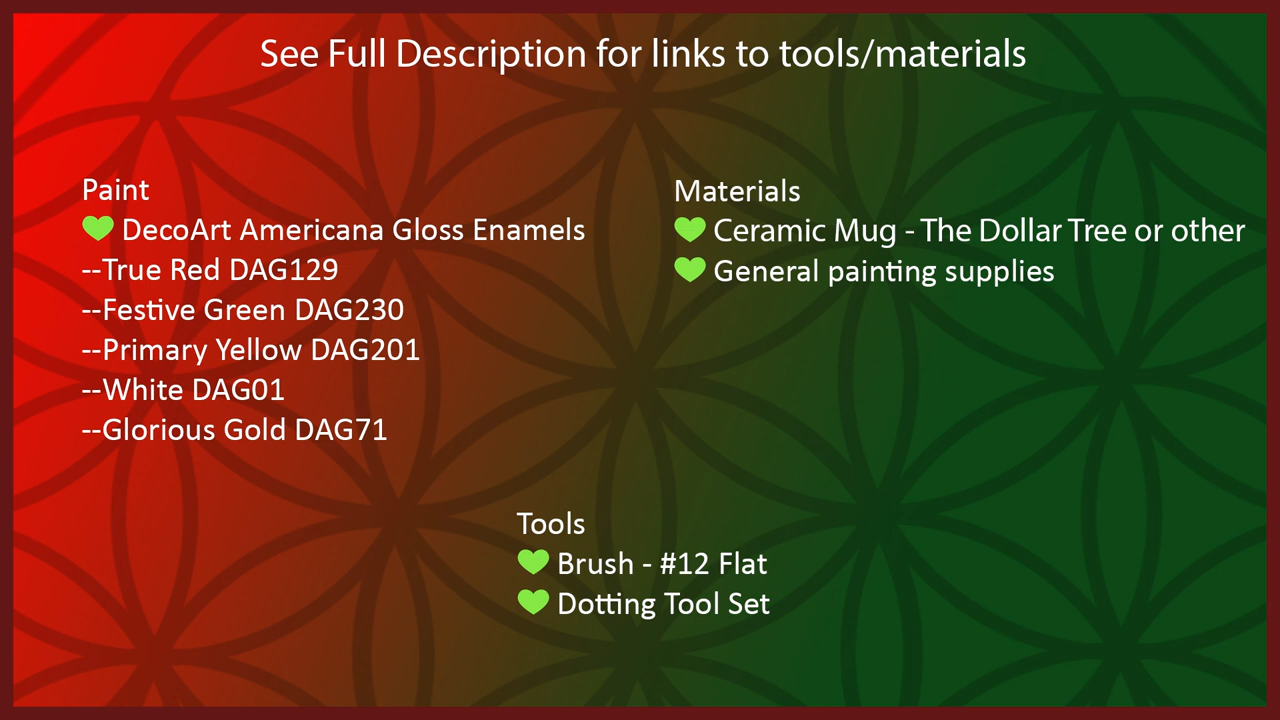 See Full Description for links to tools/materials
Paint
💚 DecoArt Americana Gloss Enamels
--True Red DAG129
--Festive Green DAG230
--Primary Yellow DAG201
--White DAG01
--Glorious Gold DAG71
Materials
💚 Ceramic Mug - The Dollar Tree or other
💚 General painting supplies
Tools
💚 Brush - #12 Flat
💚 Dotting Tool Set